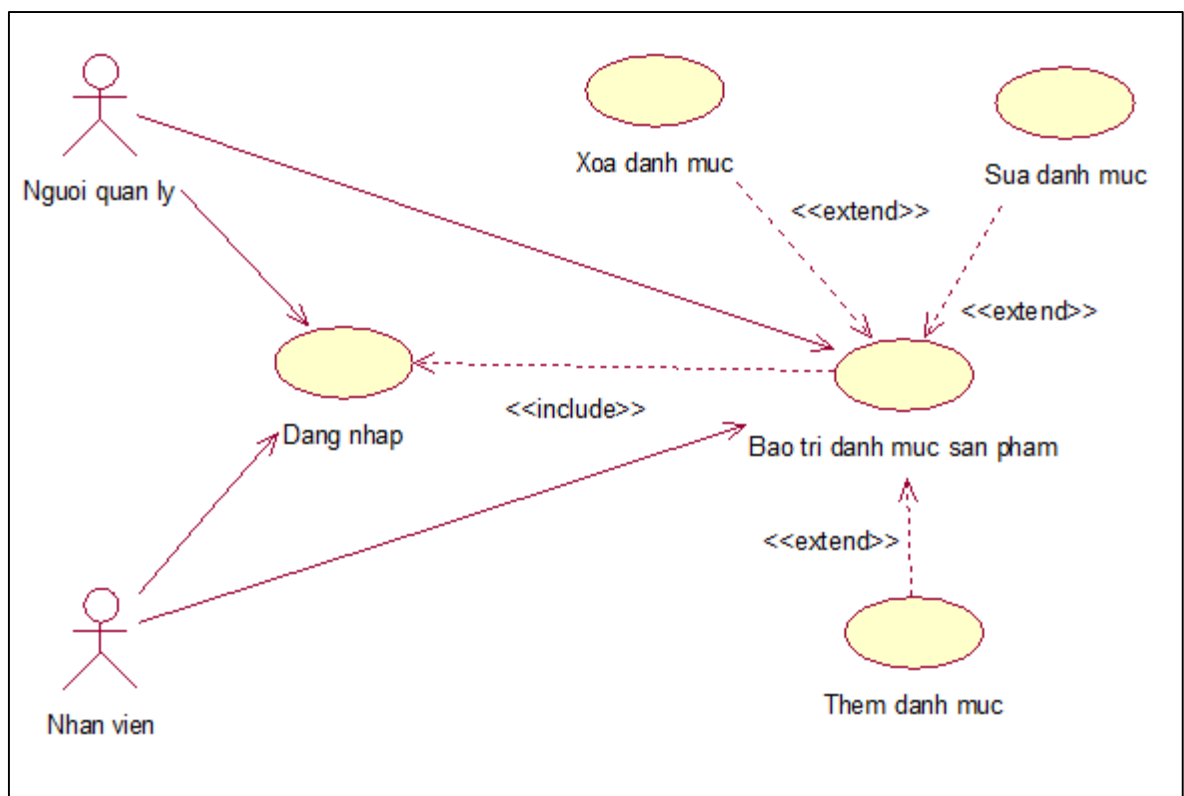 Xoa danh muc
Sua danh muc
Nguoi quan ly
<<extend>>
<<extend>>
<<include>>
Dang nhap
Bao tri danh muc san pham
<<extend>>
Them danh muc
Nhan vien